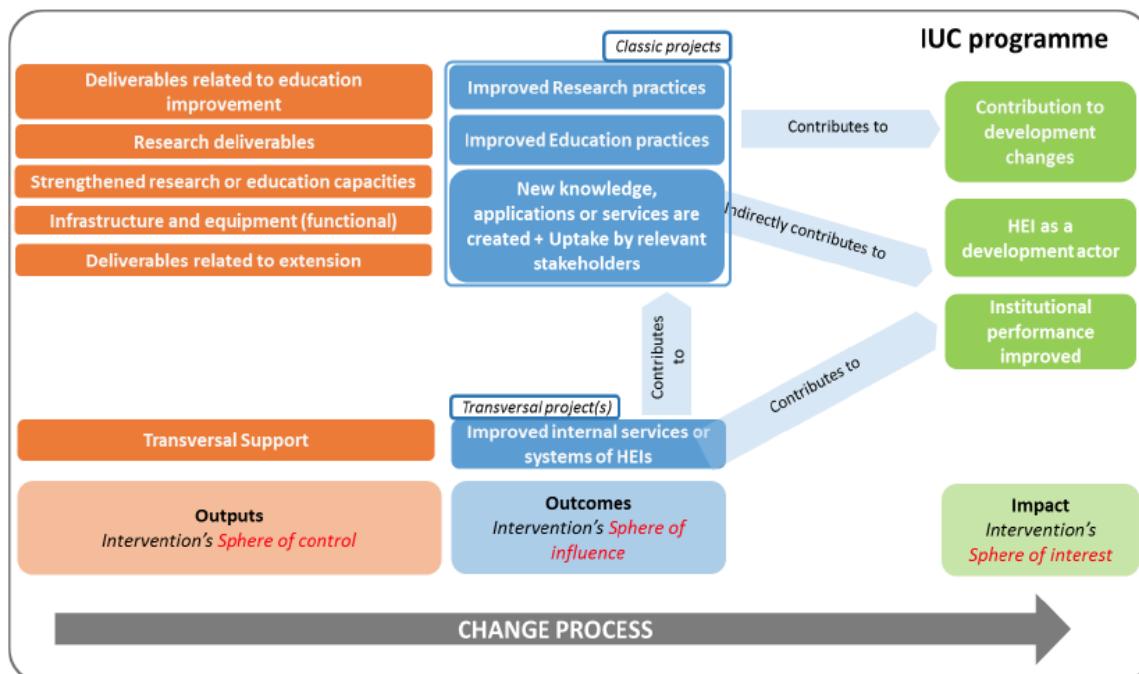 IUC programme
Classic projects
Deliverables related to education
improvement
Research deliverables
Strengthened research or education capacities
Infrastructure and equipment (functional)
Deliverables related to extension
Improved Research practices
Improved Education practices
New knowledge,
applications or services are
created + Uptake by relevant
stakeholders
Contributes to
Indirectly contributes to
Contributes
to
Contributes to
Contribution to
development
changes
HEI as a
development actor
Institutional
performance
improved
Transversal project(s)
Transversal Support
Improved internal services or
systems of HEIs
Outputs
Intervention's Sphere of control
Outcomes
Intervention's Sphere of
influence
Impact
Intervention's
Sphere of interest
CHANGE PROCESS